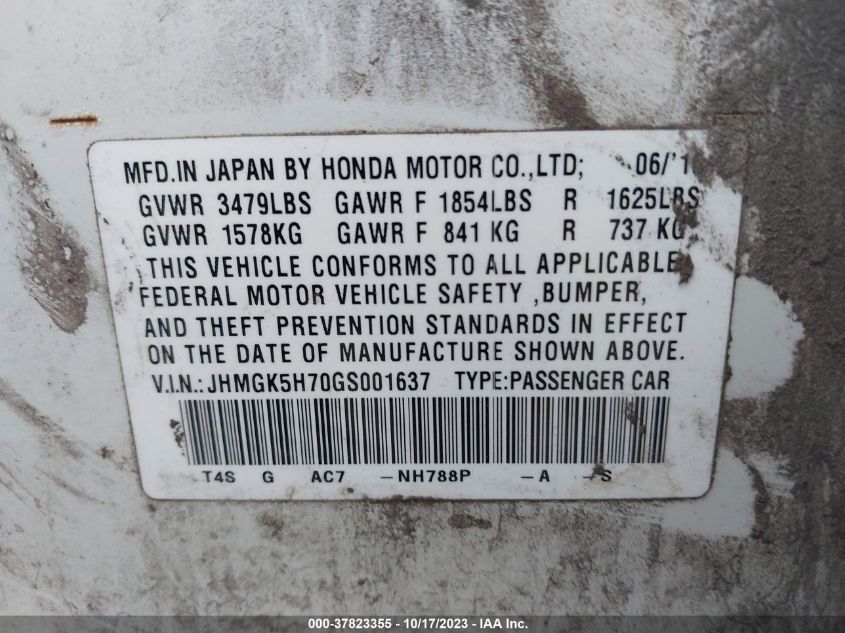 MFD.IN JAPAN BY HONDA MOTOR CO.,LTD;
GVWR 3479LBS GAWR F 1854LBS R 1625LBS
GVWR 1578KG GAWR F 841 KG R 737 KG
THIS VEHICLE CONFORMS TO ALL APPLICABLE
FEDERAL MOTOR VEHICLE SAFETY ,BUMPER,
AND THEFT PREVENTION STANDARDS IN EFFECT
ON THE DATE OF MANUFACTURE SHOWN ABOVE.
V.I.N.: JHMGK5H70GS001637 TYPE:PASSENGER CAR
T4S G AC7 -NH788P -A -S
000-37823355 - 10/17/2023 - IAA Inc.